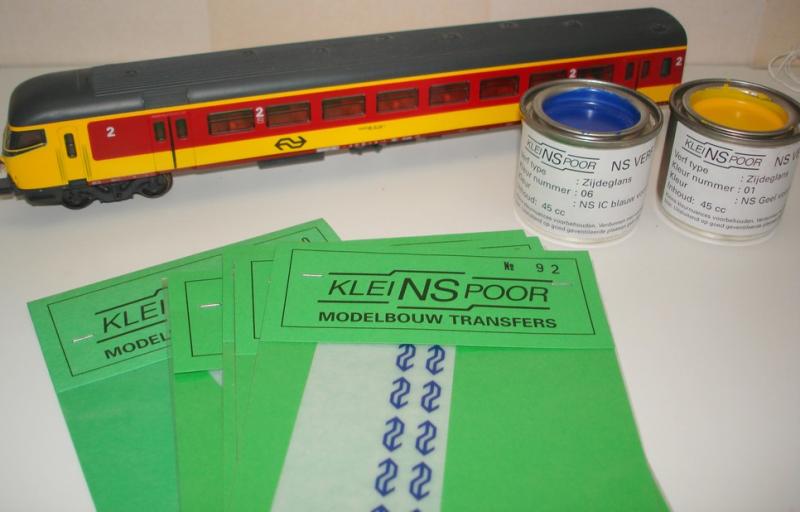 2
2
2
2
KLEINSPOOR NS
Verf type : Zijdeglans
Kleur nummer : 06
Kleur : NS IC blauw
Inhoud: 45 cc
KLEINSPOOR NS
Verf type : Zijdeglans
Kleur nummer : 01
Kleur : NS Geel
Inhoud: 45 cc
KLEI
MODEL
№ 92
KLEINSPOOR
MODELBOUW TRANSFERS